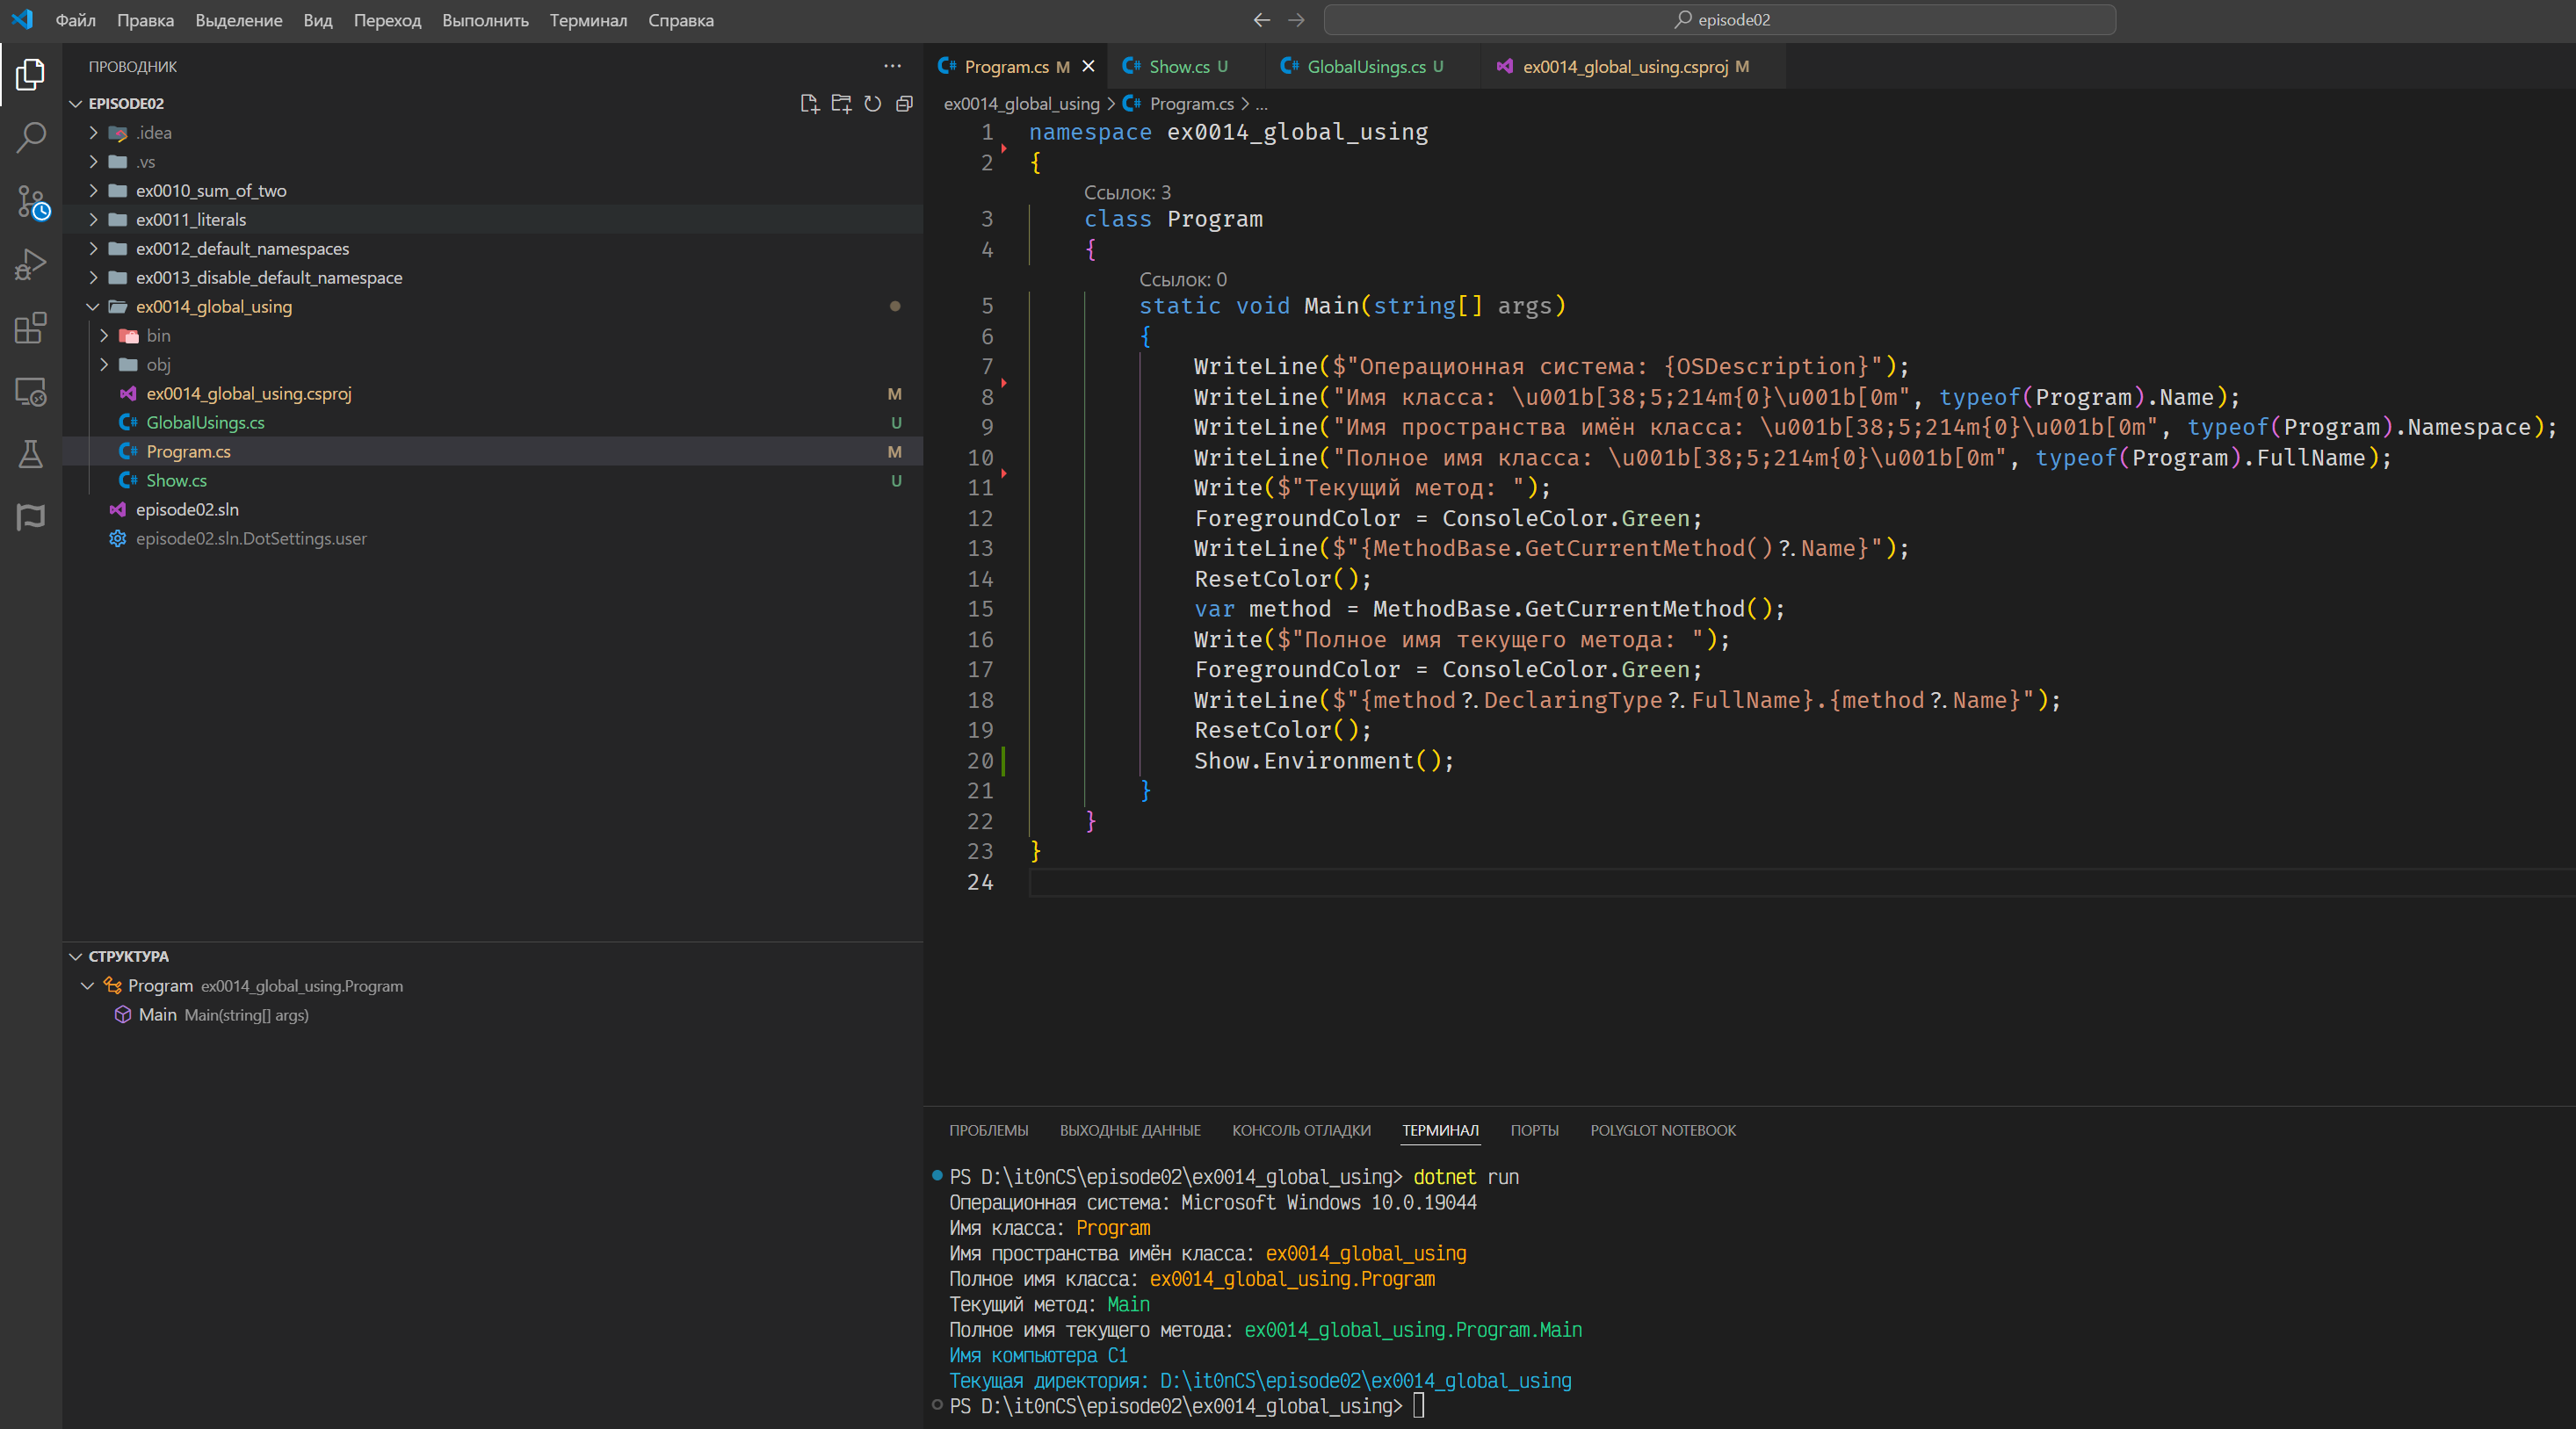 Файл Правка Выделение Вид Переход Выполнить Терминал Справка
episode02
ПРОВОДНИК
EPISODE02
.idea
.vs
ex0010_sum_of_two
ex0011_literals
ex0012_default_namespaces
ex0013_disable_default_namespace
ex0014_global_using
bin
obj
ex0014_global_using.csproj M
GlobalUsings.cs U
Program.cs M
Show.cs U
episode02.sln
episode02.sln.DotSettings.user
СТРУКТУРА
Program ex0014_global_using.Program
Main Main(string[] args)
Program.cs M Show.cs U GlobalUsings.cs U ex0014_global_using.csproj M
ex0014_global_using > Program.cs > ...
1 namespace ex0014_global_using
2 {
Ссылок: 3
3 class Program
4 {
Ссылок: 0
5 static void Main(string[] args)
6 {
7 WriteLine($"Операционная система: {OSDescription}");
8 WriteLine("Имя класса: \u001b[38;5;214m{0}\u001b[0m", typeof(Program).Name);
9 WriteLine("Имя пространства имён класса: \u001b[38;5;214m{0}\u001b[0m", typeof(Program).Namespace);
10 WriteLine("Полное имя класса: \u001b[38;5;214m{0}\u001b[0m", typeof(Program).FullName);
11 Write($"Текущий метод: ");
12 ForegroundColor = ConsoleColor.Green;
13 WriteLine($"{MethodBase.GetCurrentMethod()?.Name}");
14 ResetColor();
15 var method = MethodBase.GetCurrentMethod();
16 Write($"Полное имя текущего метода: ");
17 ForegroundColor = ConsoleColor.Green;
18 WriteLine($"{method?.DeclaringType?.FullName}.{method?.Name}");
19 ResetColor();
20 Show.Environment();
21 }
22 }
23 }
24
ПРОБЛЕМЫ ВЫХОДНЫЕ ДАННЫЕ КОНСОЛЬ ОТЛАДКИ ТЕРМИНАЛ ПОРТЫ POLYGLOT NOTEBOOK
PS D:\it0nCS\episode02\ex0014_global_using> dotnet run
Операционная система: Microsoft Windows 10.0.19044
Имя класса: Program
Имя пространства имён класса: ex0014_global_using
Полное имя класса: ex0014_global_using.Program
Текущий метод: Main
Полное имя текущего метода: ex0014_global_using.Program.Main
Имя компьютера C1
Текущая директория: D:\it0nCS\episode02\ex0014_global_using
PS D:\it0nCS\episode02\ex0014_global_using>